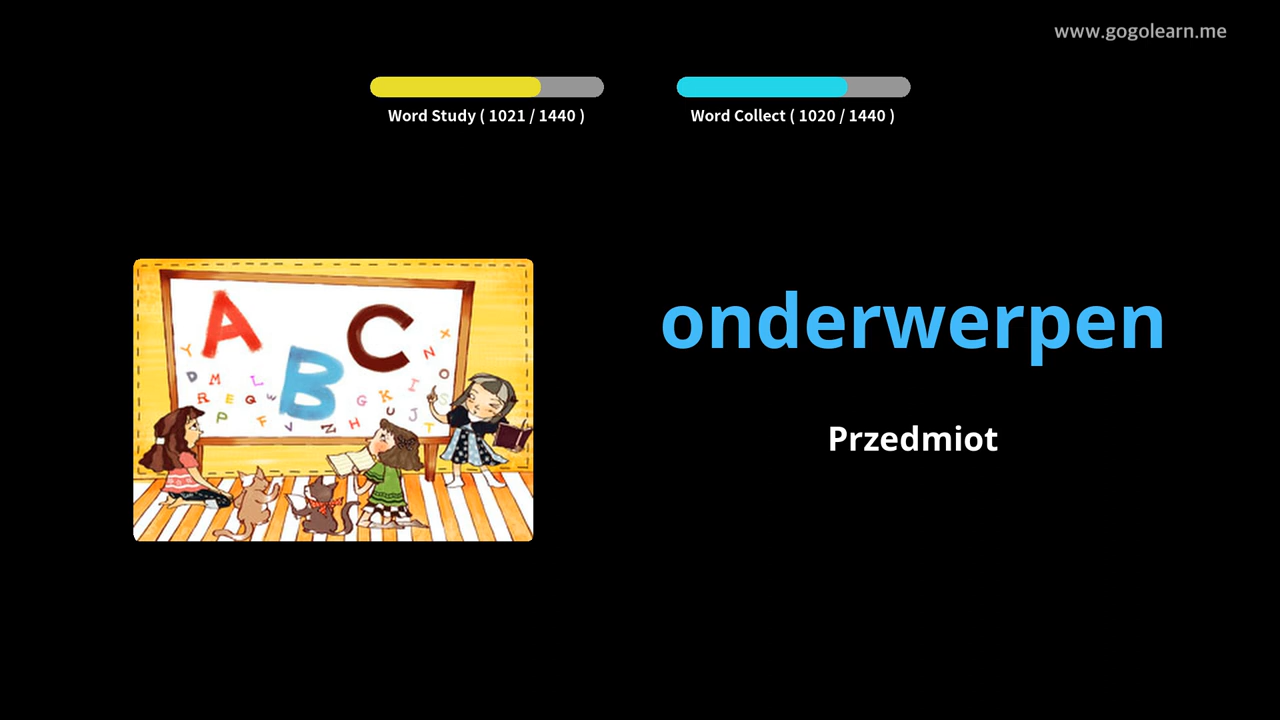 www.gogolearn.me
Word Study ( 1021 / 1440 )
Word Collect ( 1020 / 1440 )
A
B
C
Y
X
N
D
M
L
O
I
R
E
Q
W
G
K
S
P
F
V
Z
H
U
J
T
onderwerpen
Przedmiot